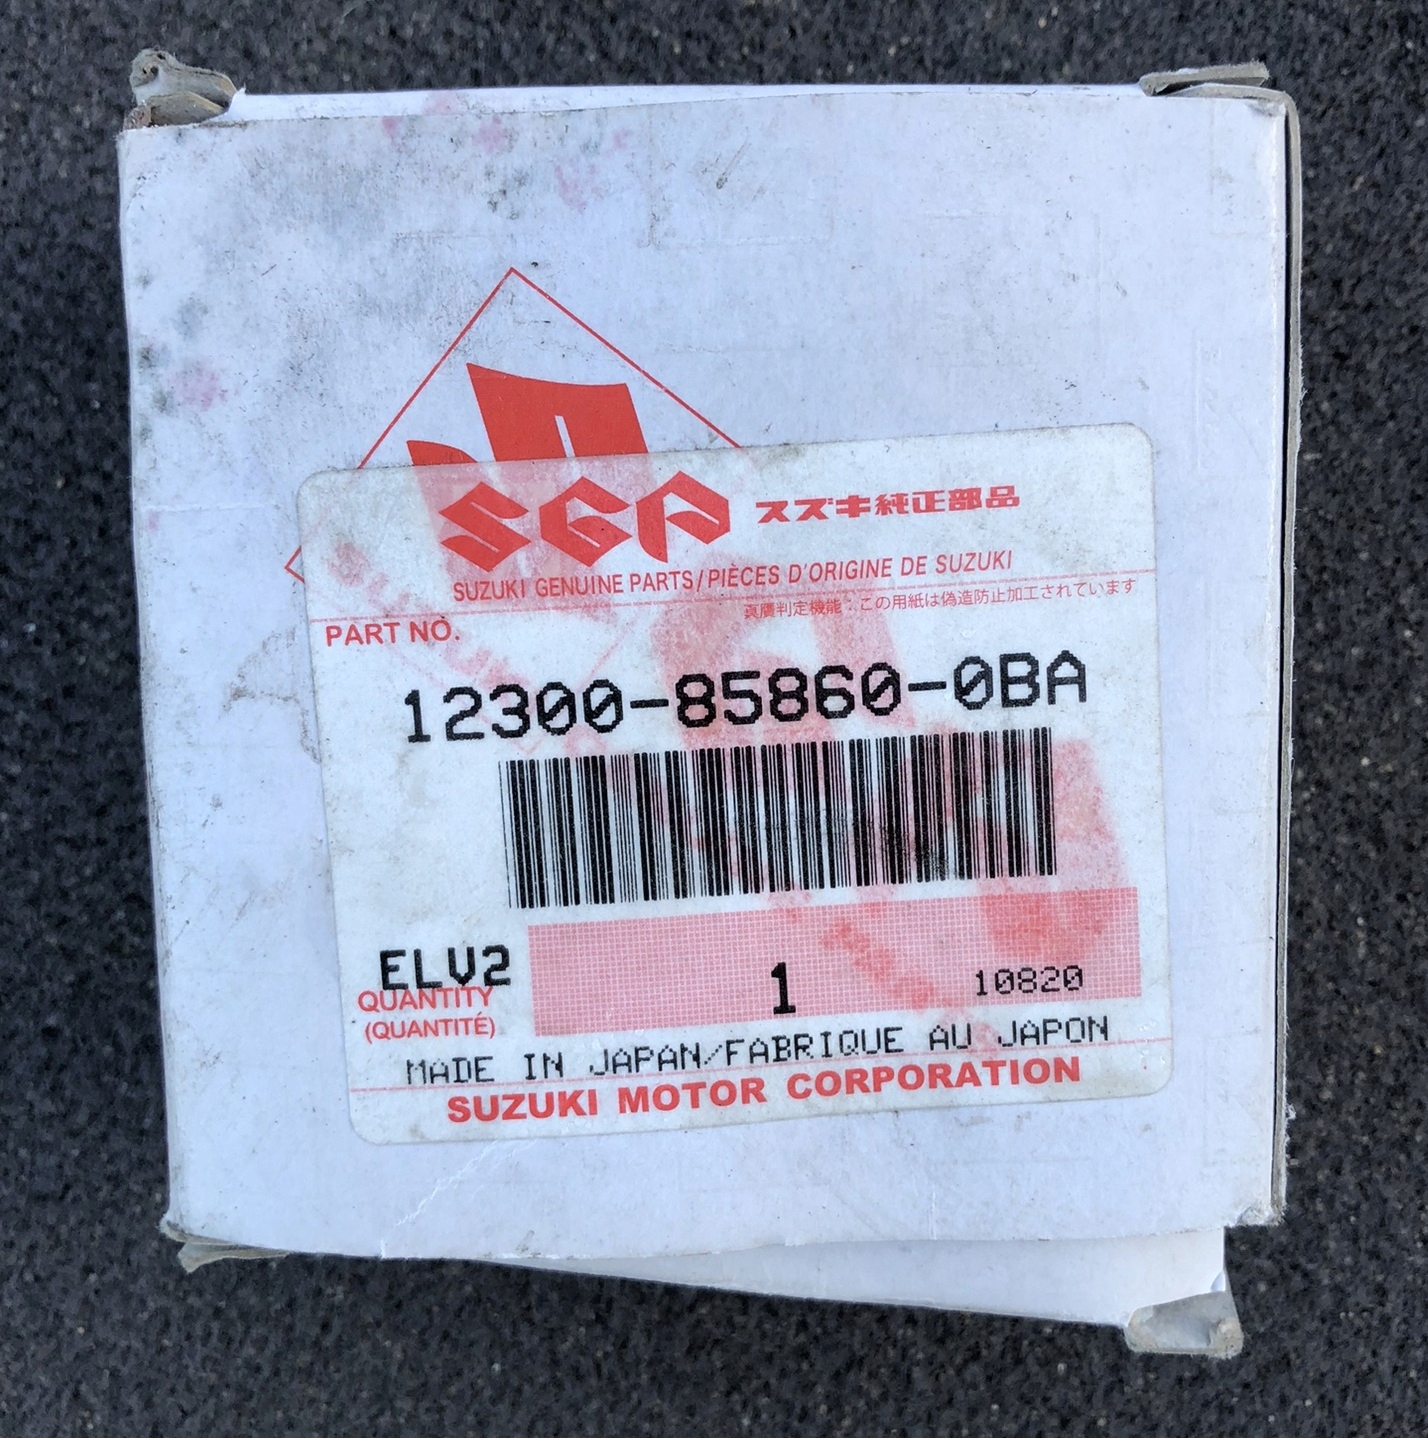 SGP スズキ純正部品
SUZUKI GENUINE PARTS/PIÈCES D'ORIGINE DE SUZUKI
真贋判定機能：この用紙は偽造防止加工されています
PART NO.
12300-85860-0BA
ELV2
1 10820
QUANTITY
(QUANTITÉ)
MADE IN JAPAN/FABRIQUE AU JAPON
SUZUKI MOTOR CORPORATION